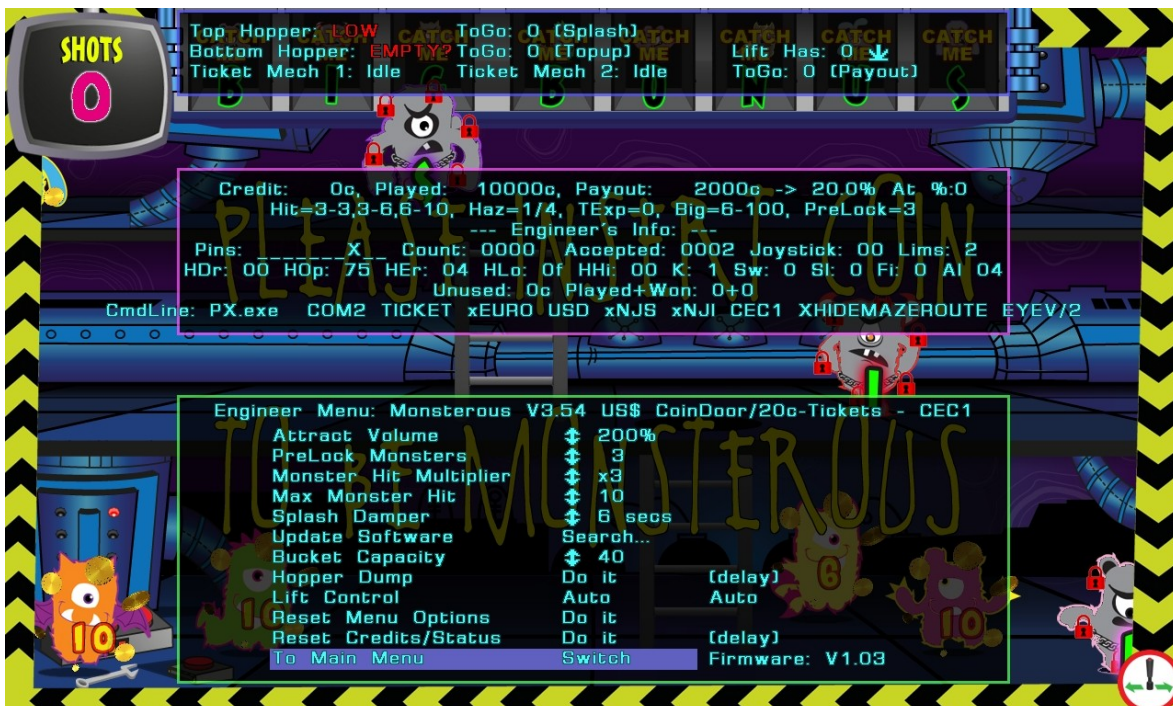 SHOTS
0
Top Hopper: LOW ToGo: 0 (Splash)
Bottom Hopper: EMPTY? ToGo: 0 (Topup) Lift Has: 0
Ticket Mech 1: Idle Ticket Mech 2: Idle ToGo: 0 (Payout)
CATCH ME CATCH ME CATCH ME CATCH ME CATCH ME CATCH ME
B I G B O N U S
Credit: 0c, Played: 10000c, Payout: 2000c -> 20.0% At %:0
Hit=3-3,3-6,6-10, Haz=1/4, TExp=0, Big=6-100, PreLock=3
--- Engineer's Info: ---
Pins: _______X__ Count: 0000 Accepted: 0002 Joystick: 00 Lims: 2
HDr: 00 HOp: 75 HEr: 04 HLo: 0f HHi: 00 K: 1 Sw: 0 Sl: 0 Fi: 0 Al 04
Unused: 0c Played+Won: 0+0
CmdLine: PX.exe COM2 TICKET xEURO USD xNJS xNJI CEC1 XHIDEMAZEROUTE EYEV/2
PLEASE INSERT COIN
Engineer Menu: Monsterous V3.54 US$ CoinDoor/20c-Tickets - CEC1
Attract Volume 200%
PreLock Monsters 3
Monster Hit Multiplier x3
Max Monster Hit 10
Splash Damper 6 secs
Update Software Search...
Bucket Capacity 40
Hopper Dump Do it (delay)
Lift Control Auto Auto
Reset Menu Options Do it
Reset Credits/Status Do it (delay)
To Main Menu Switch Firmware: V1.03
TO BE MONSTEROUS
10
10
6
10